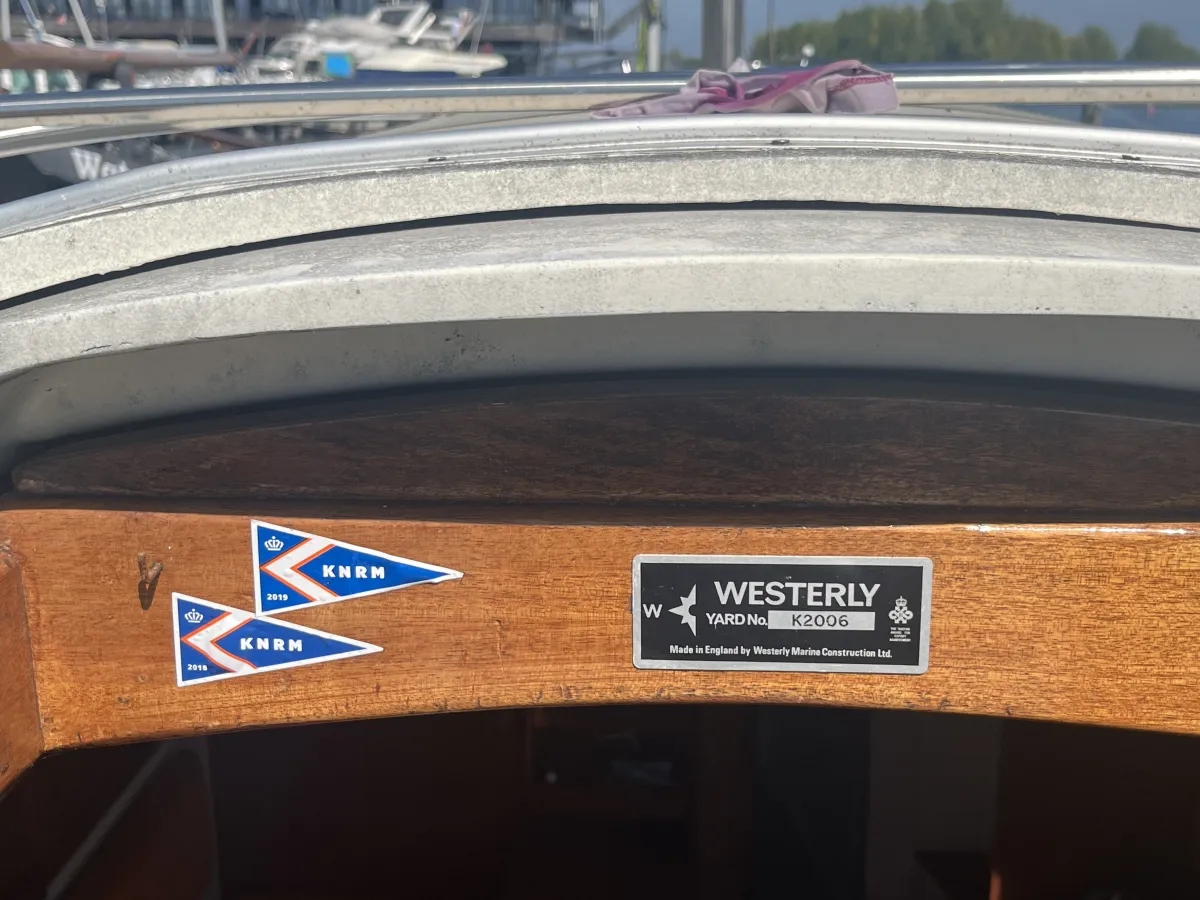 KNRM
2019
KNRM
2018
W
WESTERLY
YARD No. K2006
Made in England by Westerly Marine Construction Ltd.